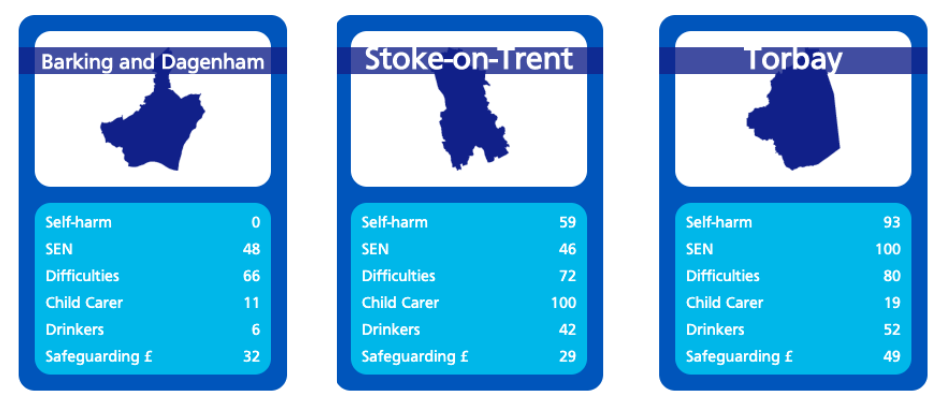 Barking and Dagenham
Self-harm 0
SEN 48
Difficulties 66
Child Carer 11
Drinkers 6
Safeguarding £ 32
Stoke-on-Trent
Self-harm 59
SEN 46
Difficulties 72
Child Carer 100
Drinkers 42
Safeguarding £ 29
Torbay
Self-harm 93
SEN 100
Difficulties 80
Child Carer 19
Drinkers 52
Safeguarding £ 49